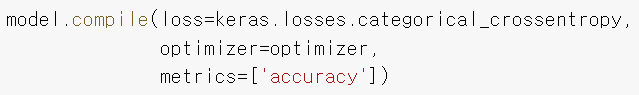 model.compile(loss=keras.losses.categorical_crossentropy,
              optimizer=optimizer,
              metrics=['accuracy'])